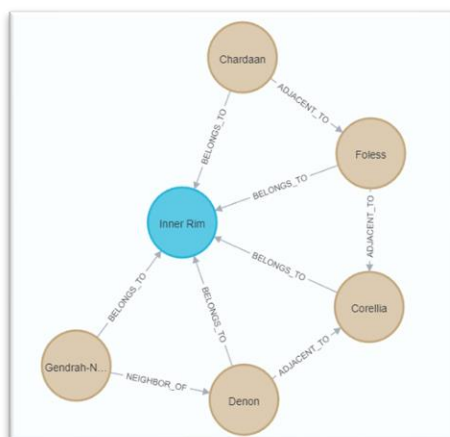 Chardaan
ADJACENT_TO
BELONGS_TO
Foless
BELONGS_TO
Inner Rim
ADJACENT_TO
BELONGS_TO
Corellia
BELONGS_TO
BELONGS_TO
ADJACENT_TO
Gendrah-N...
NEIGHBOR_OF
Denon